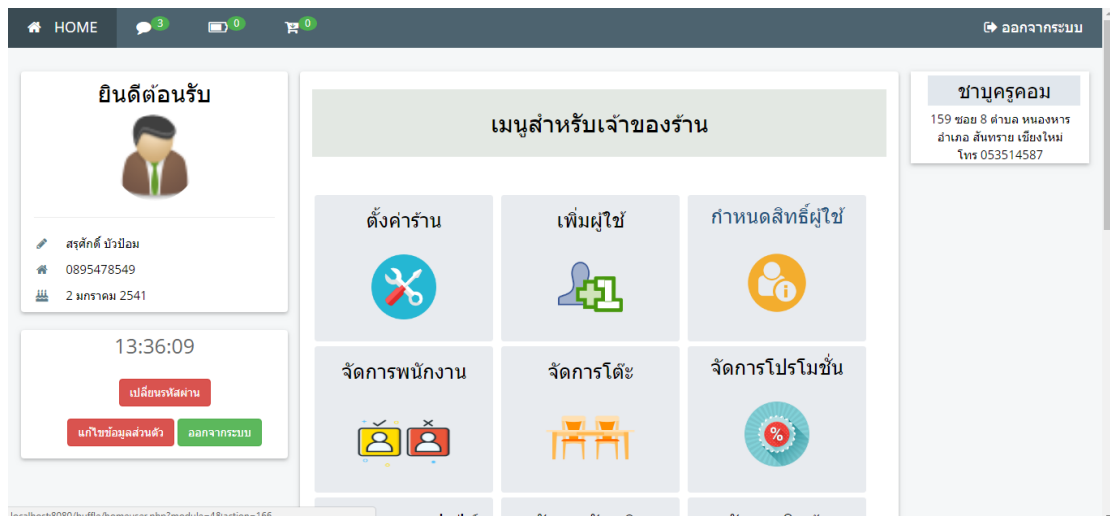 HOME 3 0 0 ออกจากระบบ
ยินดีต้อนรับ
สรุศักดิ์ บัวป้อม
0895478549
2 มกราคม 2541
13:36:09
เปลี่ยนรหัสผ่าน
แก้ไขข้อมูลส่วนตัว ออกจากระบบ
เมนูสำหรับเจ้าของร้าน
ตั้งค่าร้าน เพิ่มผู้ใช้ กำหนดสิทธิ์ผู้ใช้
จัดการพนักงาน จัดการโต๊ะ จัดการโปรโมชั่น
ชาบูครูคอม
159 ซอย 8 ตำบล หนองหาร
อำเภอ สันทราย เชียงใหม่
โทร 053514587